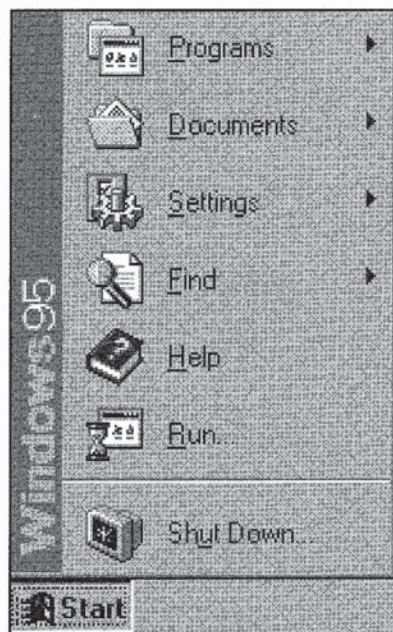 Programs
Documents
Settings
Find
Help
Run...
Shut Down...
Windows95
Start